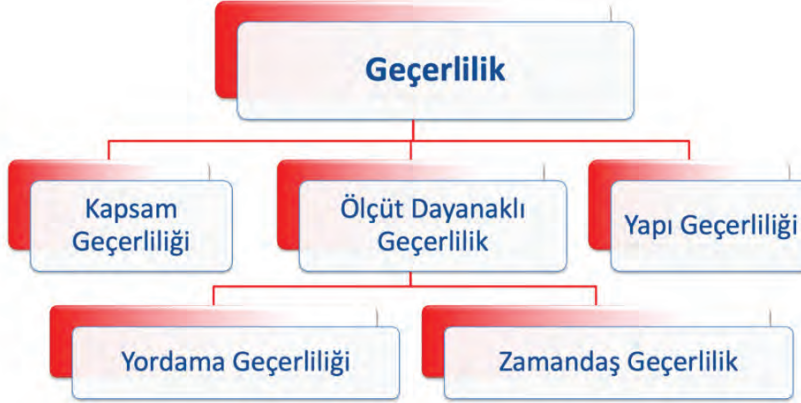 Geçerlilik
Kapsam
Geçerliliği
Ölçüt Dayanaklı
Geçerlilik
Yapı Geçerliliği
Yordama Geçerliliği
Zamandaş Geçerlilik